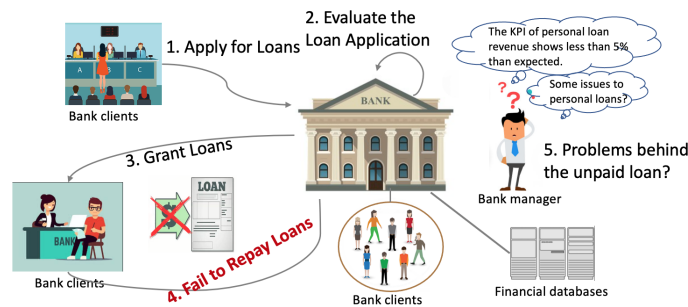 1. Apply for Loans
2. Evaluate the
Loan Application
The KPI of personal loan
revenue shows less than 5%
than expected.
Some issues to
personal loans?
A B C
Bank clients
BANK
? ?
3. Grant Loans
LOAN
$
5. Problems behind
the unpaid loan?
Bank manager
BANK
Bank clients
4. Fail to Repay Loans
Bank clients
Financial databases